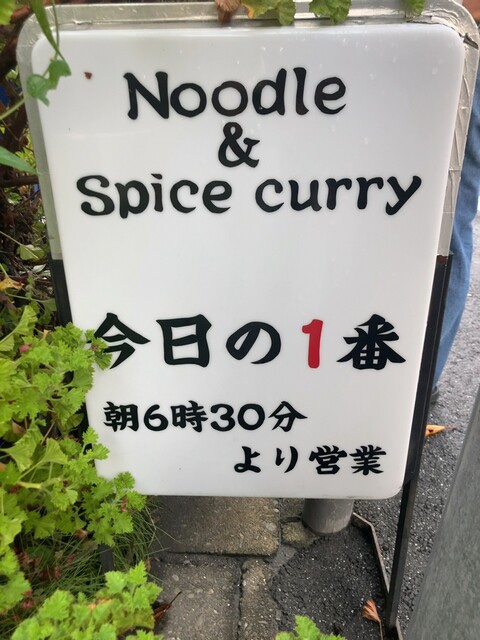 Noodle
&
Spice curry
今日の1番
朝6時30分
より営業